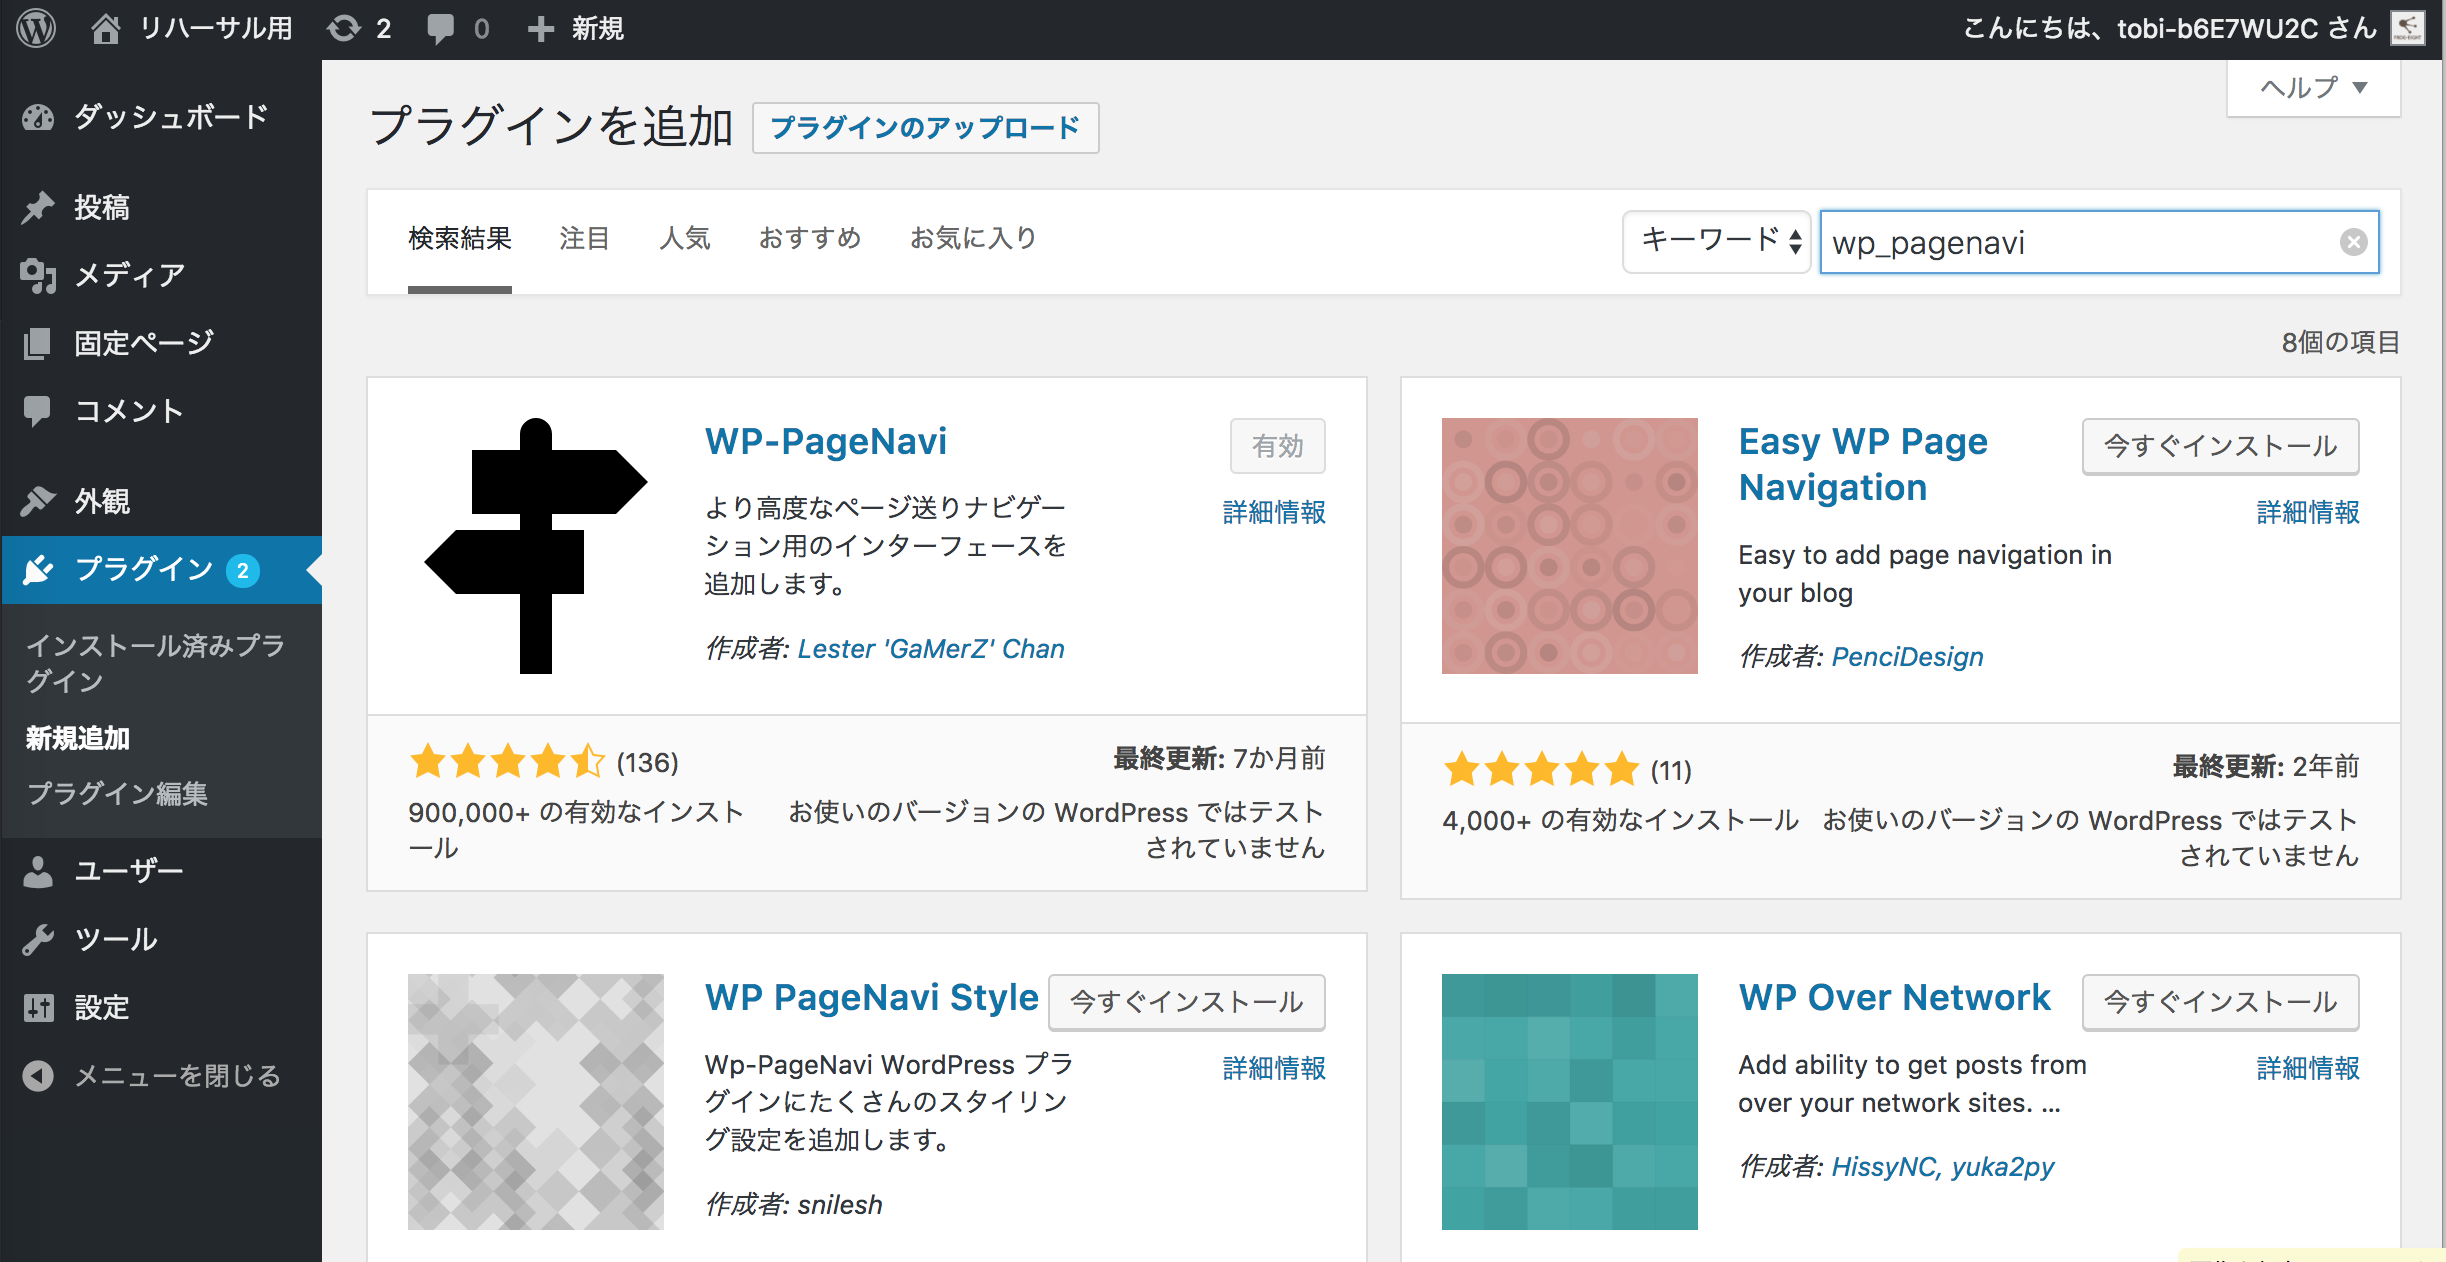 リハーサル用
2
0
新規
こんにちは、tobi-b6E7WU2C さん
ヘルプ
ダッシュボード
投稿
メディア
固定ページ
コメント
外観
プラグイン 2
インストール済みプラ
グイン
新規追加
プラグイン編集
ユーザー
ツール
設定
メニューを閉じる
プラグインを追加
プラグインのアップロード
検索結果 注目 人気 おすすめ お気に入り
キーワード
wp_pagenavi
8個の項目
WP-PageNavi
有効
詳細情報
より高度なページ送りナビゲー
ション用のインターフェースを
追加します。
作成者: Lester 'GaMerZ' Chan
(136)
最終更新: 7か月前
900,000+ の有効なインスト
ール
お使いのバージョンの WordPress ではテスト
されていません
Easy WP Page
Navigation
今すぐインストール
詳細情報
Easy to add page navigation in
your blog
作成者: PenciDesign
(11)
最終更新: 2年前
4,000+ の有効なインストール
お使いのバージョンの WordPress ではテスト
されていません
WP PageNavi Style
今すぐインストール
詳細情報
Wp-PageNavi WordPress プラ
グインにたくさんのスタイリン
グ設定を追加します。
作成者: snilesh
WP Over Network
今すぐインストール
詳細情報
Add ability to get posts from
over your network sites. ...
作成者: HissyNC, yuka2py